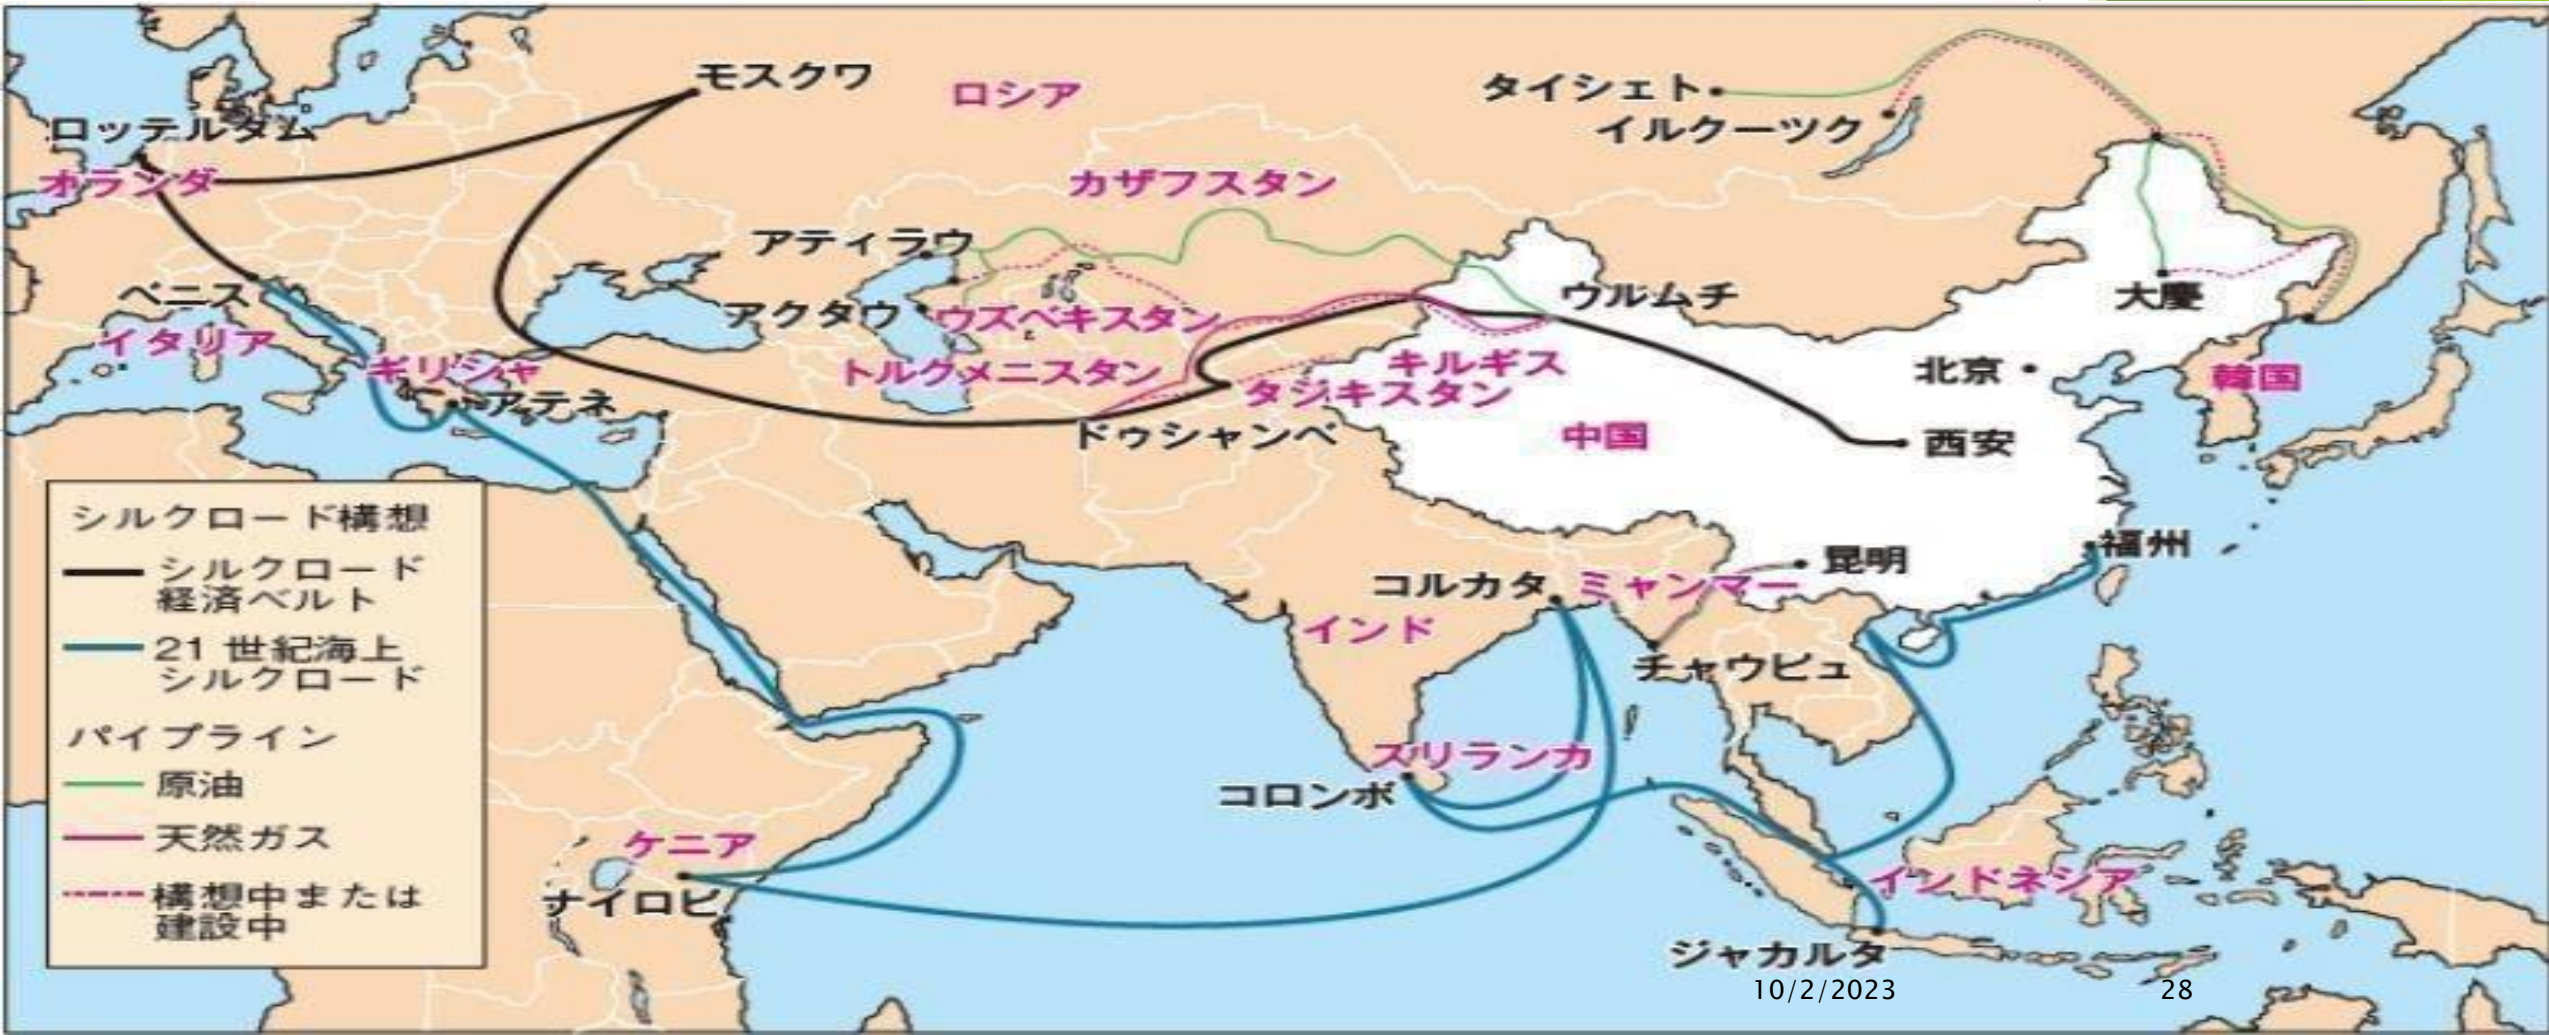 モスクワ
ロシア
タイシェト
イルクーツク
ロッテルダム
オランダ
カザフスタン
アティラウ
ベニス
アクタウ
ウズベキスタン
ウルムチ
大慶
イタリア
ギリシャ
トルクメニスタン
キルギス
北京
韓国
アテネ
タジキスタン
ドゥシャンベ
中国
西安
シルクロード構想
シルクロード
経済ベルト
21 世紀海上
シルクロード
パイプライン
原油
天然ガス
構想中または
建設中
福州
昆明
コルカタ
ミャンマー
インド
チャウピュ
スリランカ
コロンボ
ケニア
ナイロビ
インドネシア
ジャカルタ
10/2/2023
28